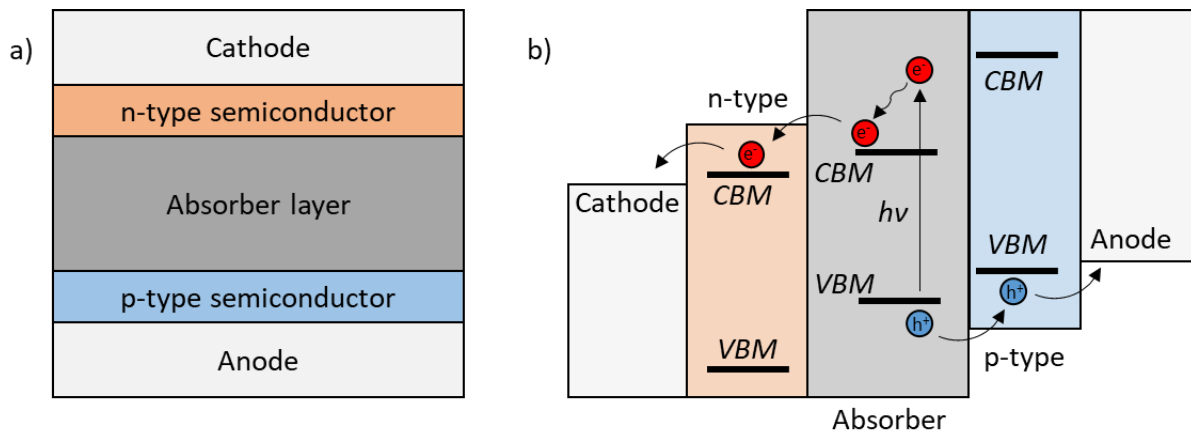 a)
Cathode
n-type semiconductor
Absorber layer
p-type semiconductor
Anode
b)
n-type
e-
e-
e-
CBM
CBM
CBM
Cathode
hν
VBM
VBM
VBM
Anode
h+
h+
p-type
Absorber